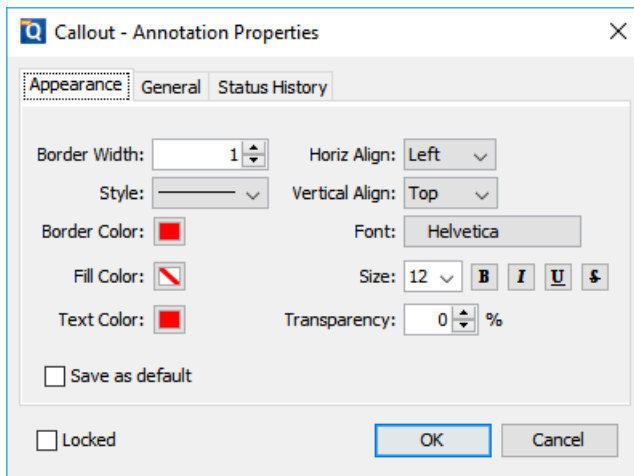 Callout - Annotation Properties
Appearance General Status History
Border Width: 1 Horiz Align: Left
Style: Vertical Align: Top
Border Color: Font: Helvetica
Fill Color: Size: 12 B I U S
Text Color: Transparency: 0 %
Save as default
Locked OK Cancel